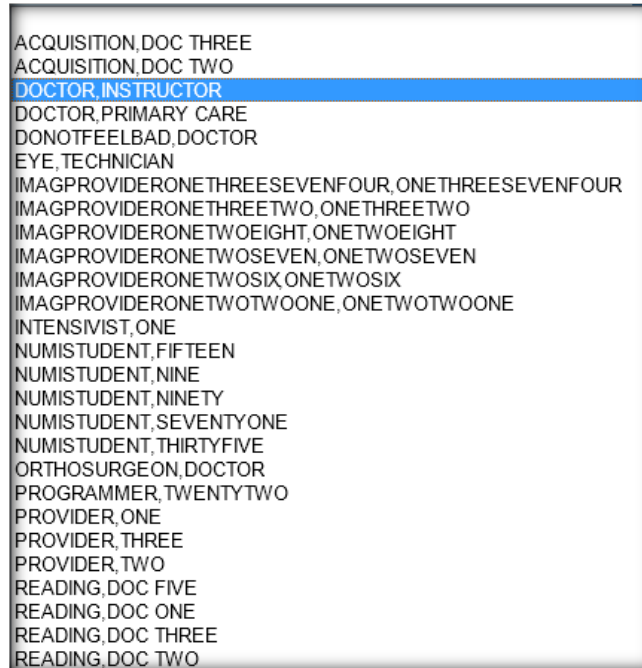 ACQUISITION,DOC THREE
ACQUISITION,DOC TWO
DOCTOR,INSTRUCTOR
DOCTOR,PRIMARY CARE
DONOTFEELBAD,DOCTOR
EYE,TECHNICIAN
IMAGPROVIDERONETHREESEVENFOUR,ONETHREESEVENFOUR
IMAGPROVIDERONETHREETWO,ONETHREETWO
IMAGPROVIDERONETWOEIGHT,ONETWOEIGHT
IMAGPROVIDERONETWOSEVEN,ONETWOSEVEN
IMAGPROVIDERONETWOSIX,ONETWOSIX
IMAGPROVIDERONETWOTWOONE,ONETWOTWOONE
INTENSIVIST,ONE
NUMISTUDENT,FIFTEEN
NUMISTUDENT,NINE
NUMISTUDENT,NINETY
NUMISTUDENT,SEVENTYONE
NUMISTUDENT,THIRTYFIVE
ORTHOSURGEON,DOCTOR
PROGRAMMER,TWENTYTWO
PROVIDER,ONE
PROVIDER,THREE
PROVIDER,TWO
READING,DOC FIVE
READING,DOC ONE
READING,DOC THREE
READING,DOC TWO